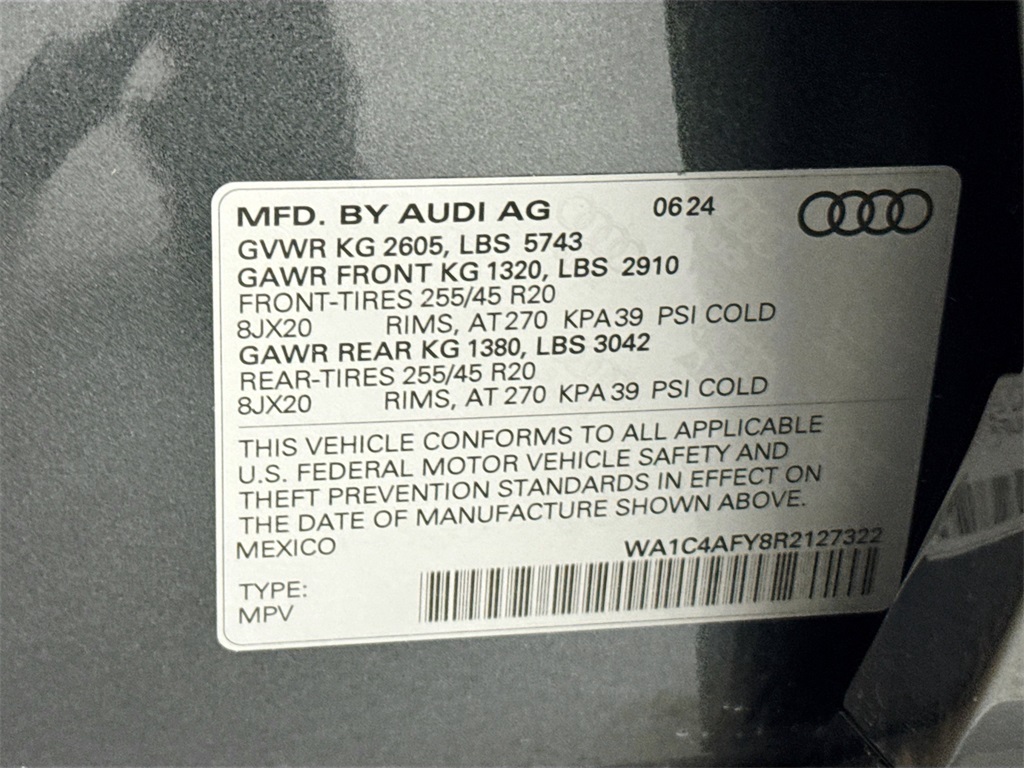 MFD. BY AUDI AG 06 24
GVWR KG 2605, LBS 5743
GAWR FRONT KG 1320, LBS 2910
FRONT-TIRES 255/45 R20
8JX20 RIMS, AT 270 KPA 39 PSI COLD
GAWR REAR KG 1380, LBS 3042
REAR-TIRES 255/45 R20
8JX20 RIMS, AT 270 KPA 39 PSI COLD
THIS VEHICLE CONFORMS TO ALL APPLICABLE
U.S. FEDERAL MOTOR VEHICLE SAFETY AND
THEFT PREVENTION STANDARDS IN EFFECT ON
THE DATE OF MANUFACTURE SHOWN ABOVE.
MEXICO WA1C4AFY8R2127322
TYPE:
MPV